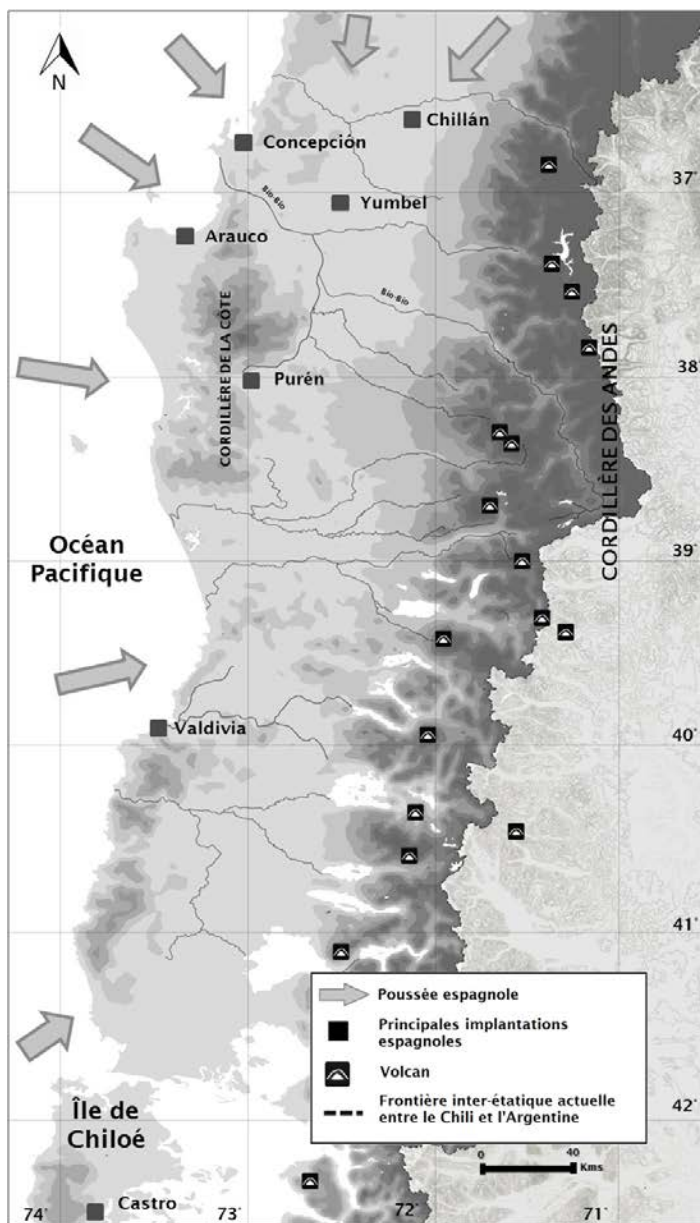 N
Chillán
Concepción
37°
Bío-Bío
Yumbel
Arauco
Bío-Bío
CORDILLÈRE DE LA CÔTE
CORDILLÈRE DES ANDES
38°
Purén
Océan
Pacifique
39°
Valdivia
40°
41°
Poussée espagnole
Principales implantations
espagnoles
Volcan
Frontière inter-étatique actuelle
entre le Chili et l'Argentine
0 40
Kms
42°
Île de
Chiloé
Castro
74° 73° 72° 71°